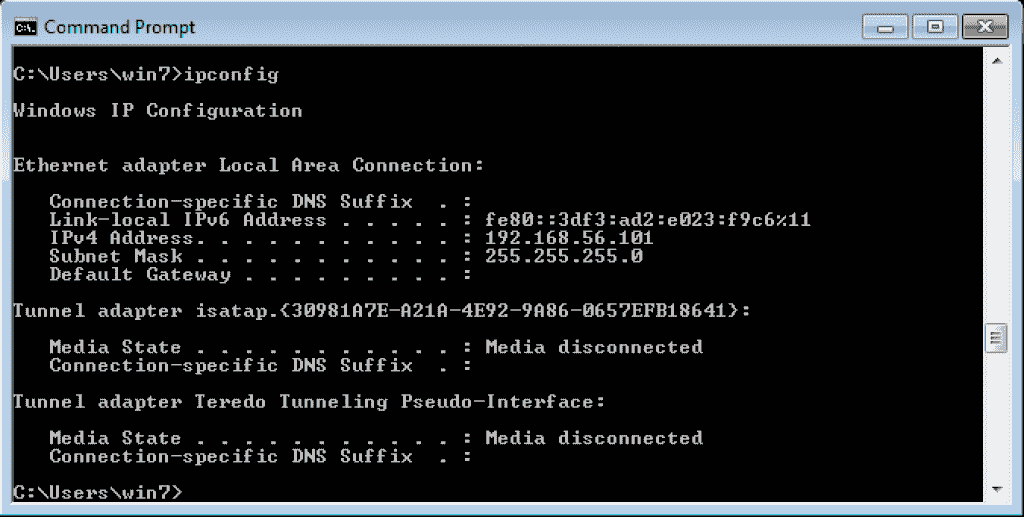 Command Prompt
C:\Users\win7>ipconfig
Windows IP Configuration
Ethernet adapter Local Area Connection:
Connection-specific DNS Suffix  . :
Link-local IPv6 Address . . . . . : fe80::3df3:ad2:e023:f9c6%11
IPv4 Address. . . . . . . . . . . : 192.168.56.101
Subnet Mask . . . . . . . . . . . : 255.255.255.0
Default Gateway . . . . . . . . . :
Tunnel adapter isatap.{30981A7E-A21A-4E92-9A86-0657EFB18641}:
Media State . . . . . . . . . . . : Media disconnected
Connection-specific DNS Suffix  . :
Tunnel adapter Teredo Tunneling Pseudo-Interface:
Media State . . . . . . . . . . . : Media disconnected
Connection-specific DNS Suffix  . :
C:\Users\win7>